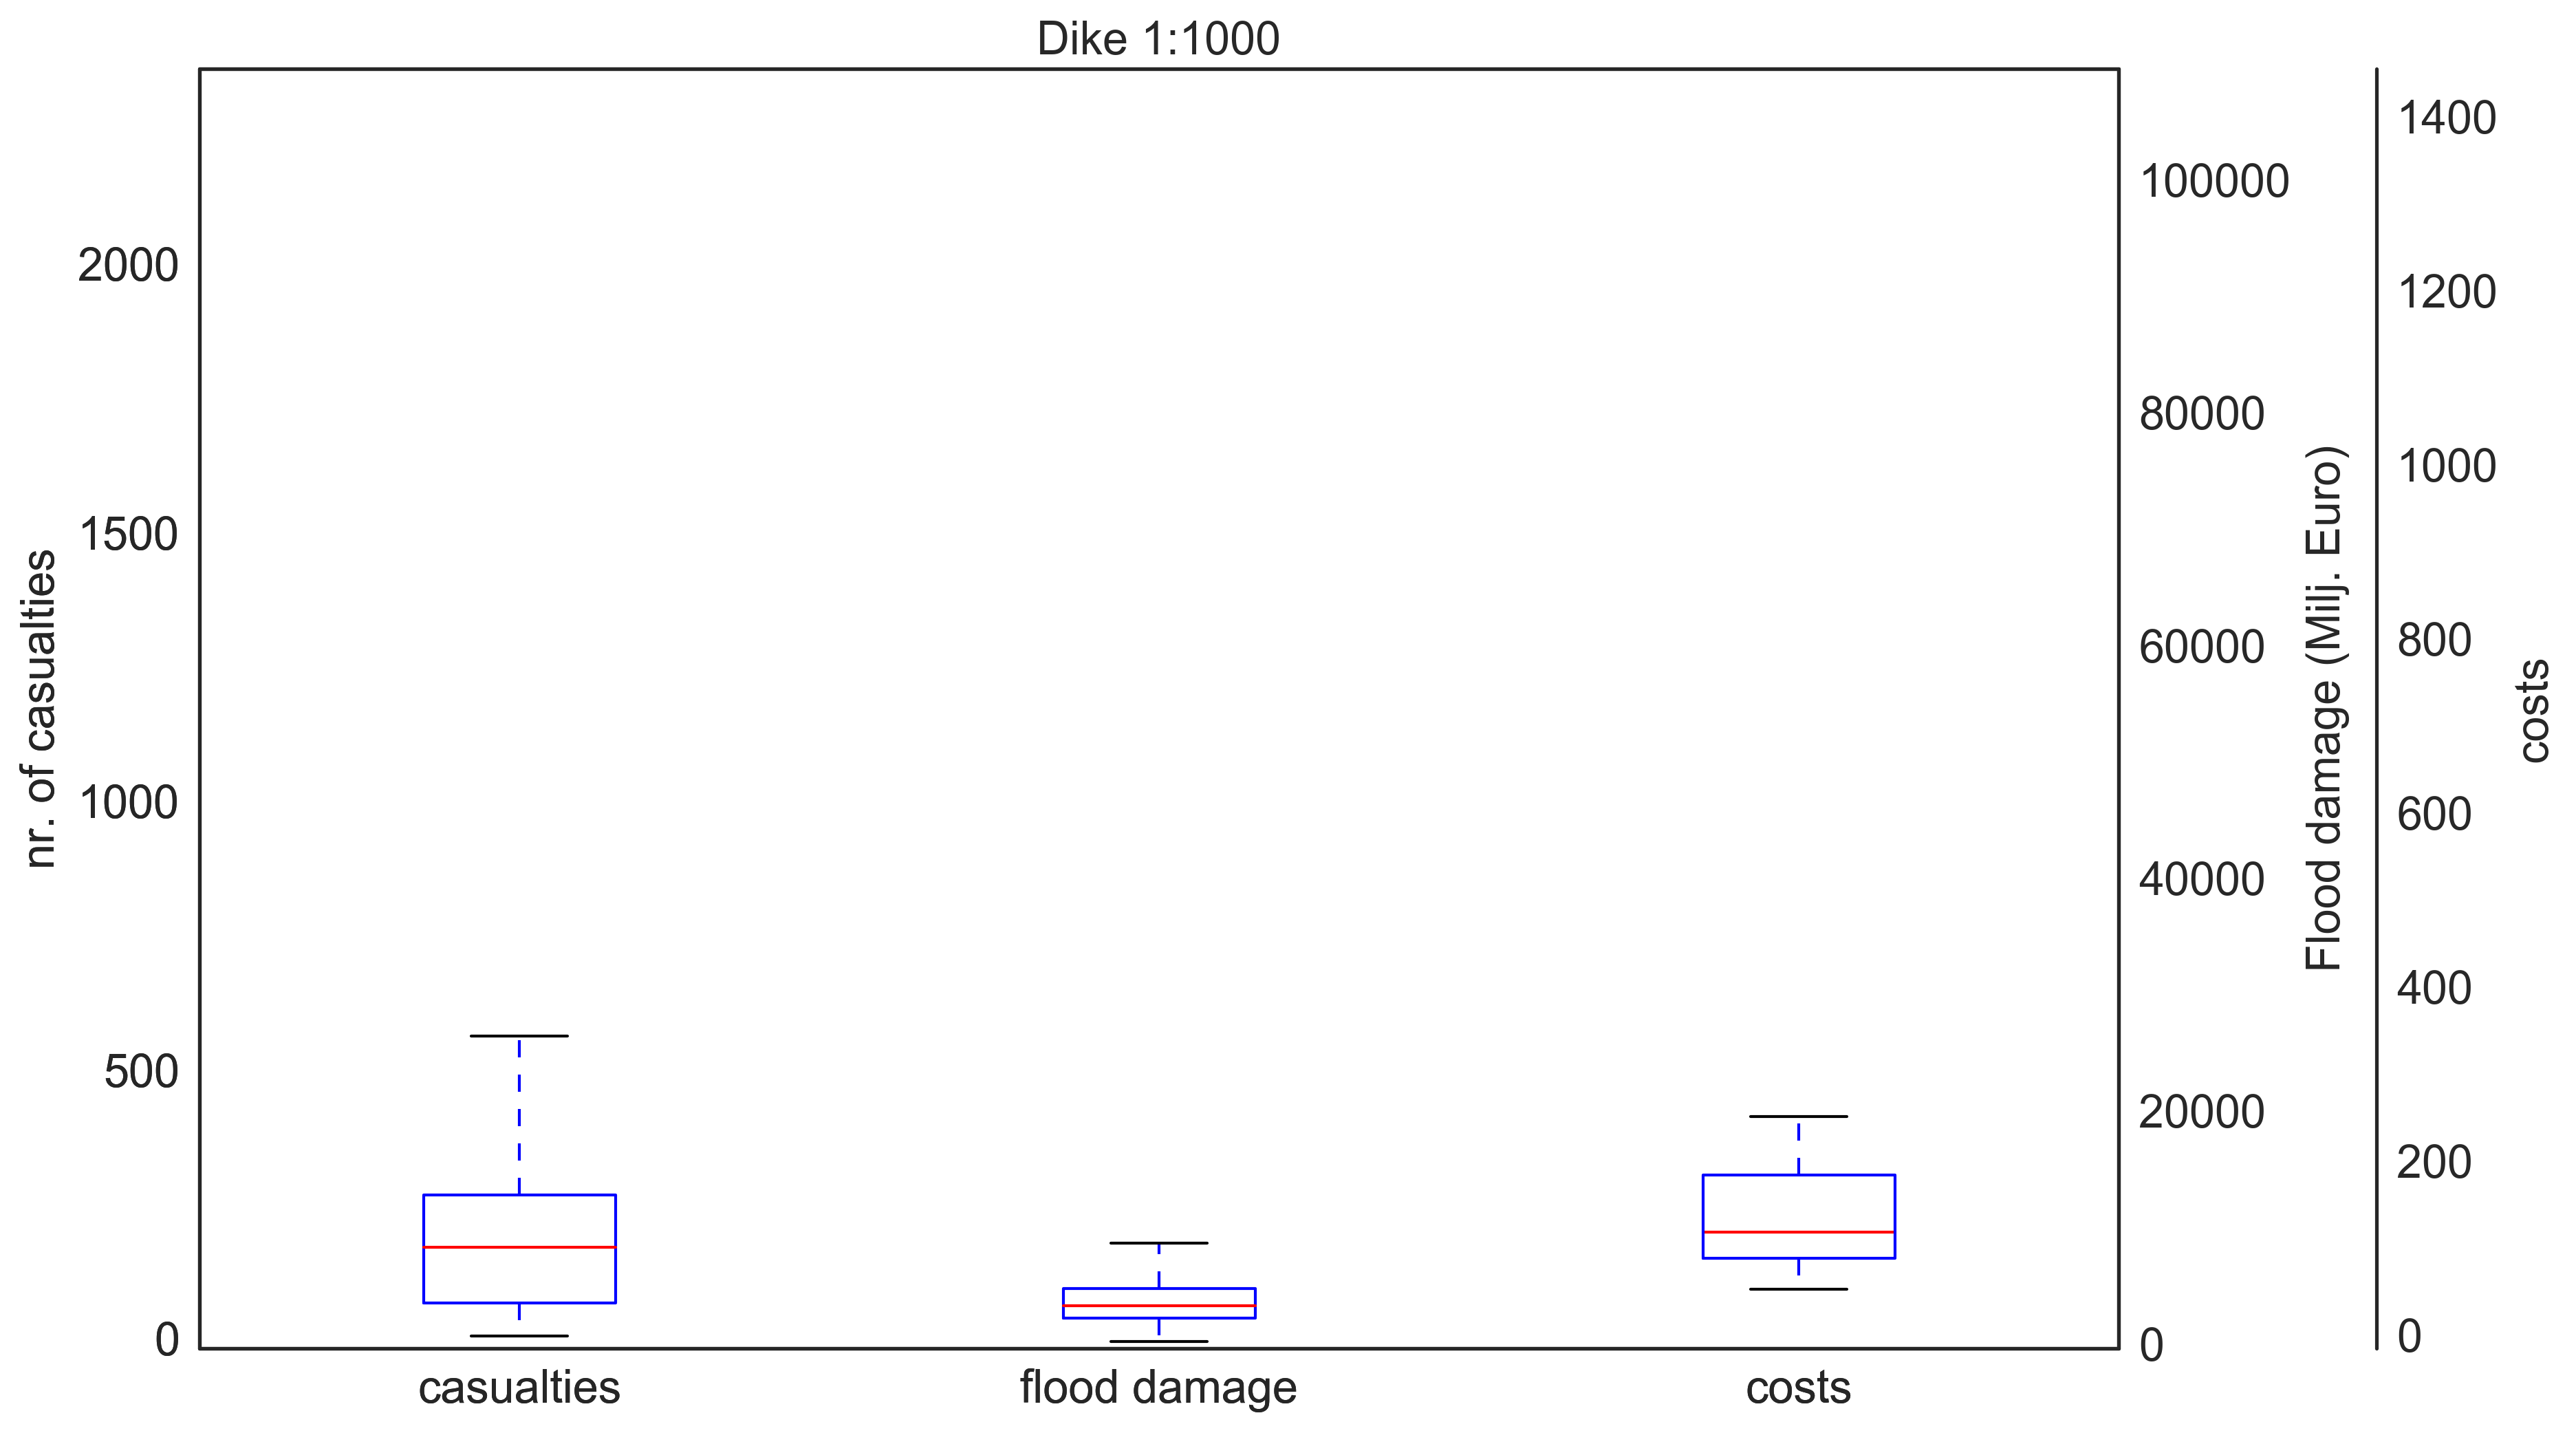 Dike 1:1000
nr. of casualties
2000
1500
1000
500
0
casualties
flood damage
costs
100000
80000
60000
40000
20000
0
Flood damage (Milj. Euro)
1400
1200
1000
800
600
400
200
0
costs